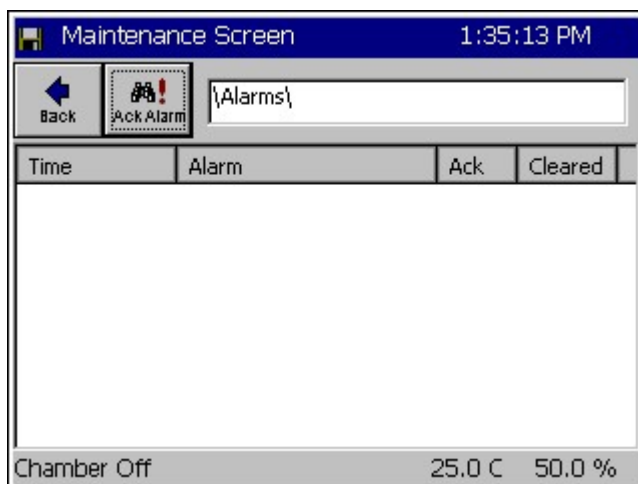 Maintenance Screen 1:35:13 PM
Back Ack Alarm \Alarms\
Time Alarm Ack Cleared
Chamber Off 25.0 C 50.0 %